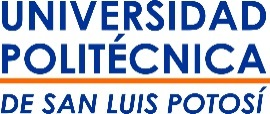 UNIVERSIDAD
POLITÉCNICA
DE SAN LUIS POTOSÍ